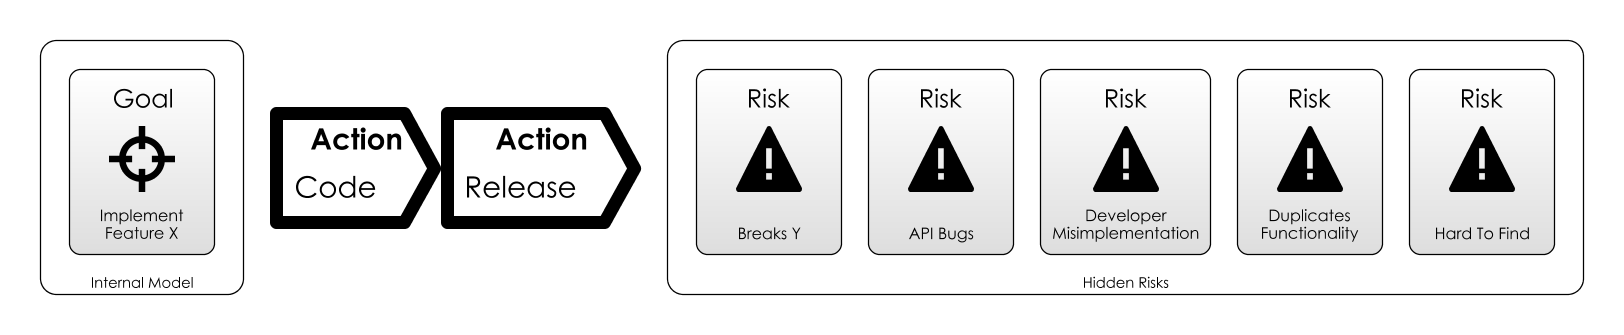 Goal
Implement
Feature X
Internal Model
Action
Code
Action
Release
Risk
Breaks Y
Risk
API Bugs
Risk
Developer
Misimplementation
Risk
Duplicates
Functionality
Risk
Hard To Find
Hidden Risks